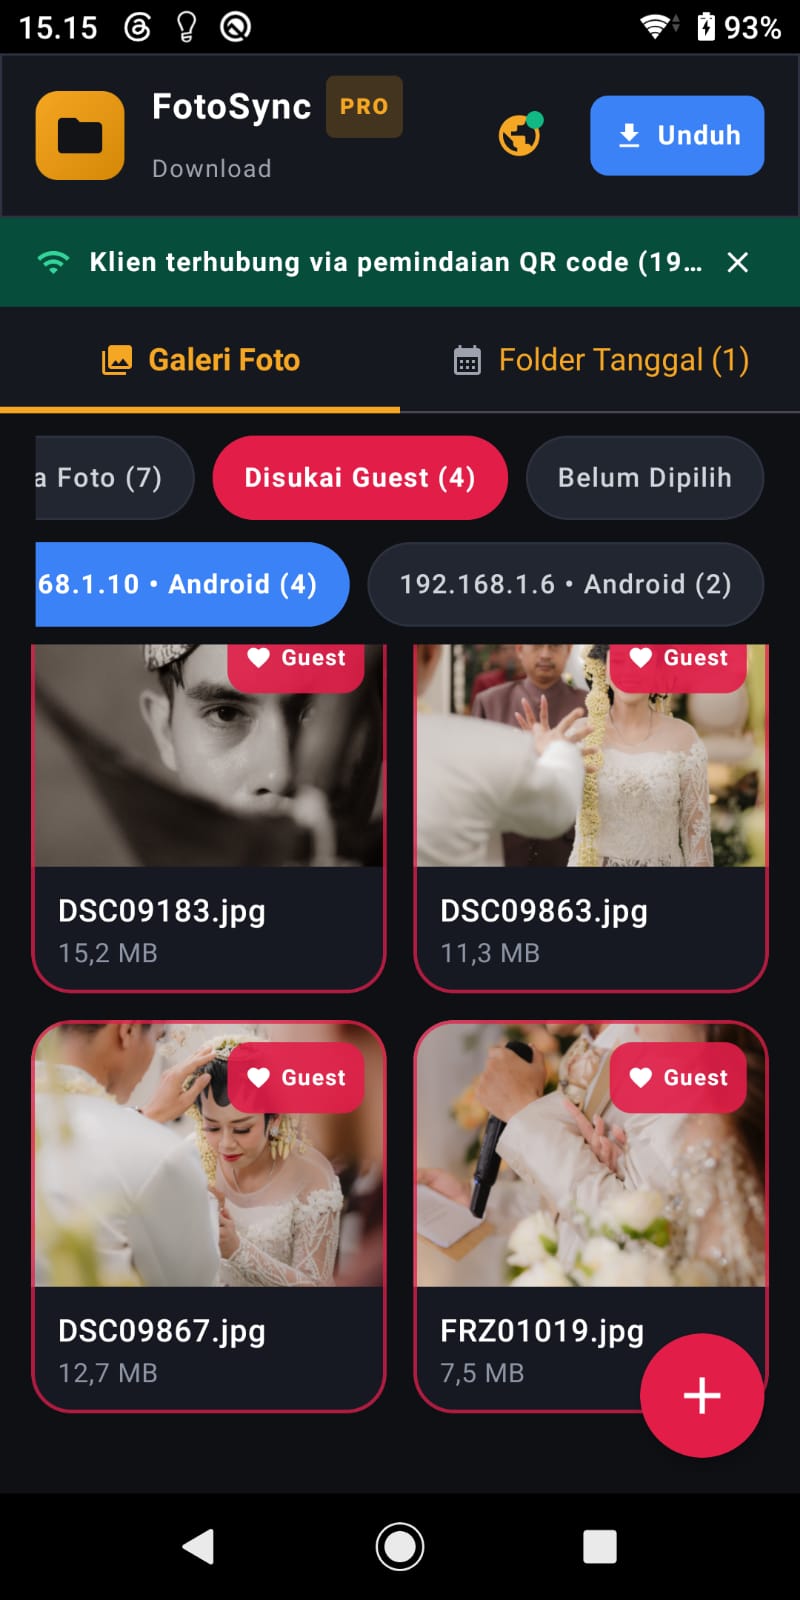 15.15
93%
FotoSync PRO
Download
Unduh
Klien terhubung via pemindaian QR code (19...
Galeri Foto
Folder Tanggal (1)
a Foto (7)
Disukai Guest (4)
Belum Dipilih
68.1.10 • Android (4)
192.168.1.6 • Android (2)
Guest
Guest
DSC09183.jpg
15,2 MB
DSC09863.jpg
11,3 MB
Guest
Guest
DSC09867.jpg
12,7 MB
FRZ01019.jpg
7,5 MB